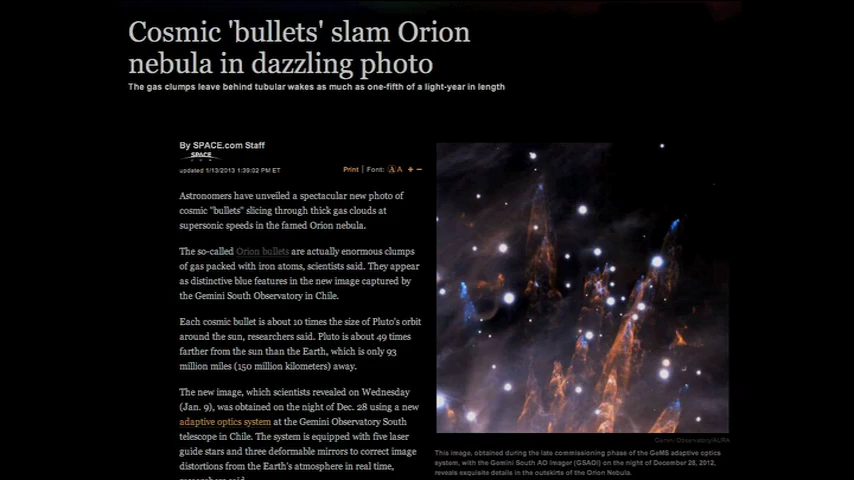 Cosmic 'bullets' slam Orion
nebula in dazzling photo
The gas clumps leave behind tubular wakes as much as one-fifth of a light-year in length
By SPACE.com Staff
SPACE
updated 1/13/2013 1:39:02 PM ET
Print | Font: A A + −
Astronomers have unveiled a spectacular new photo of
cosmic "bullets" slicing through thick gas clouds at
supersonic speeds in the famed Orion nebula.
The so-called Orion bullets are actually enormous clumps
of gas packed with iron atoms, scientists said. They appear
as distinctive blue features in the new image captured by
the Gemini South Observatory in Chile.
Each cosmic bullet is about 10 times the size of Pluto's orbit
around the sun, researchers said. Pluto is about 49 times
farther from the sun than the Earth, which is only 93
million miles (150 million kilometers) away.
The new image, which scientists revealed on Wednesday
(Jan. 9), was obtained on the night of Dec. 28 using a new
adaptive optics system at the Gemini Observatory South
telescope in Chile. The system is equipped with five laser
guide stars and three deformable mirrors to correct image
distortions from the Earth's atmosphere in real time,
Gemini Observatory/AURA
This image, obtained during the late commissioning phase of the GeMS adaptive optics
system, with the Gemini South AO Imager (GSAOI) on the night of December 28, 2012,
reveals exquisite details in the outskirts of the Orion Nebula.